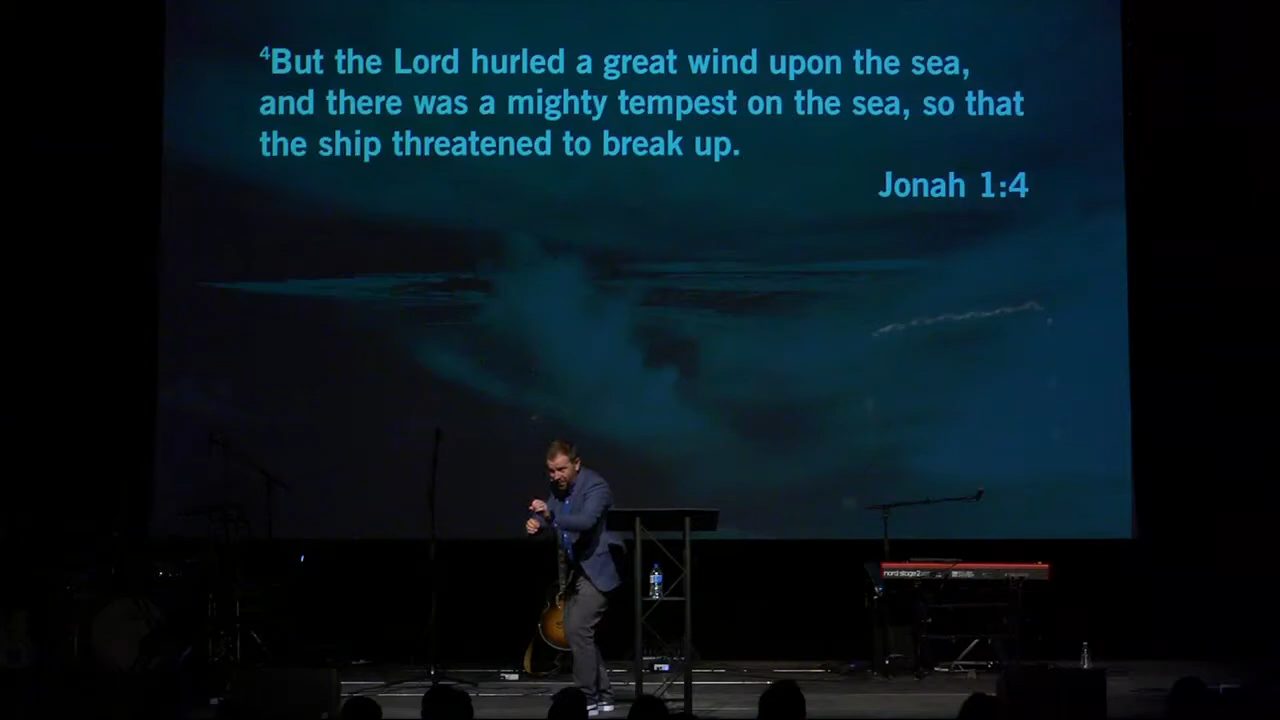 ⁴But the Lord hurled a great wind upon the sea,
and there was a mighty tempest on the sea, so that
the ship threatened to break up.
Jonah 1:4
nord stage 2